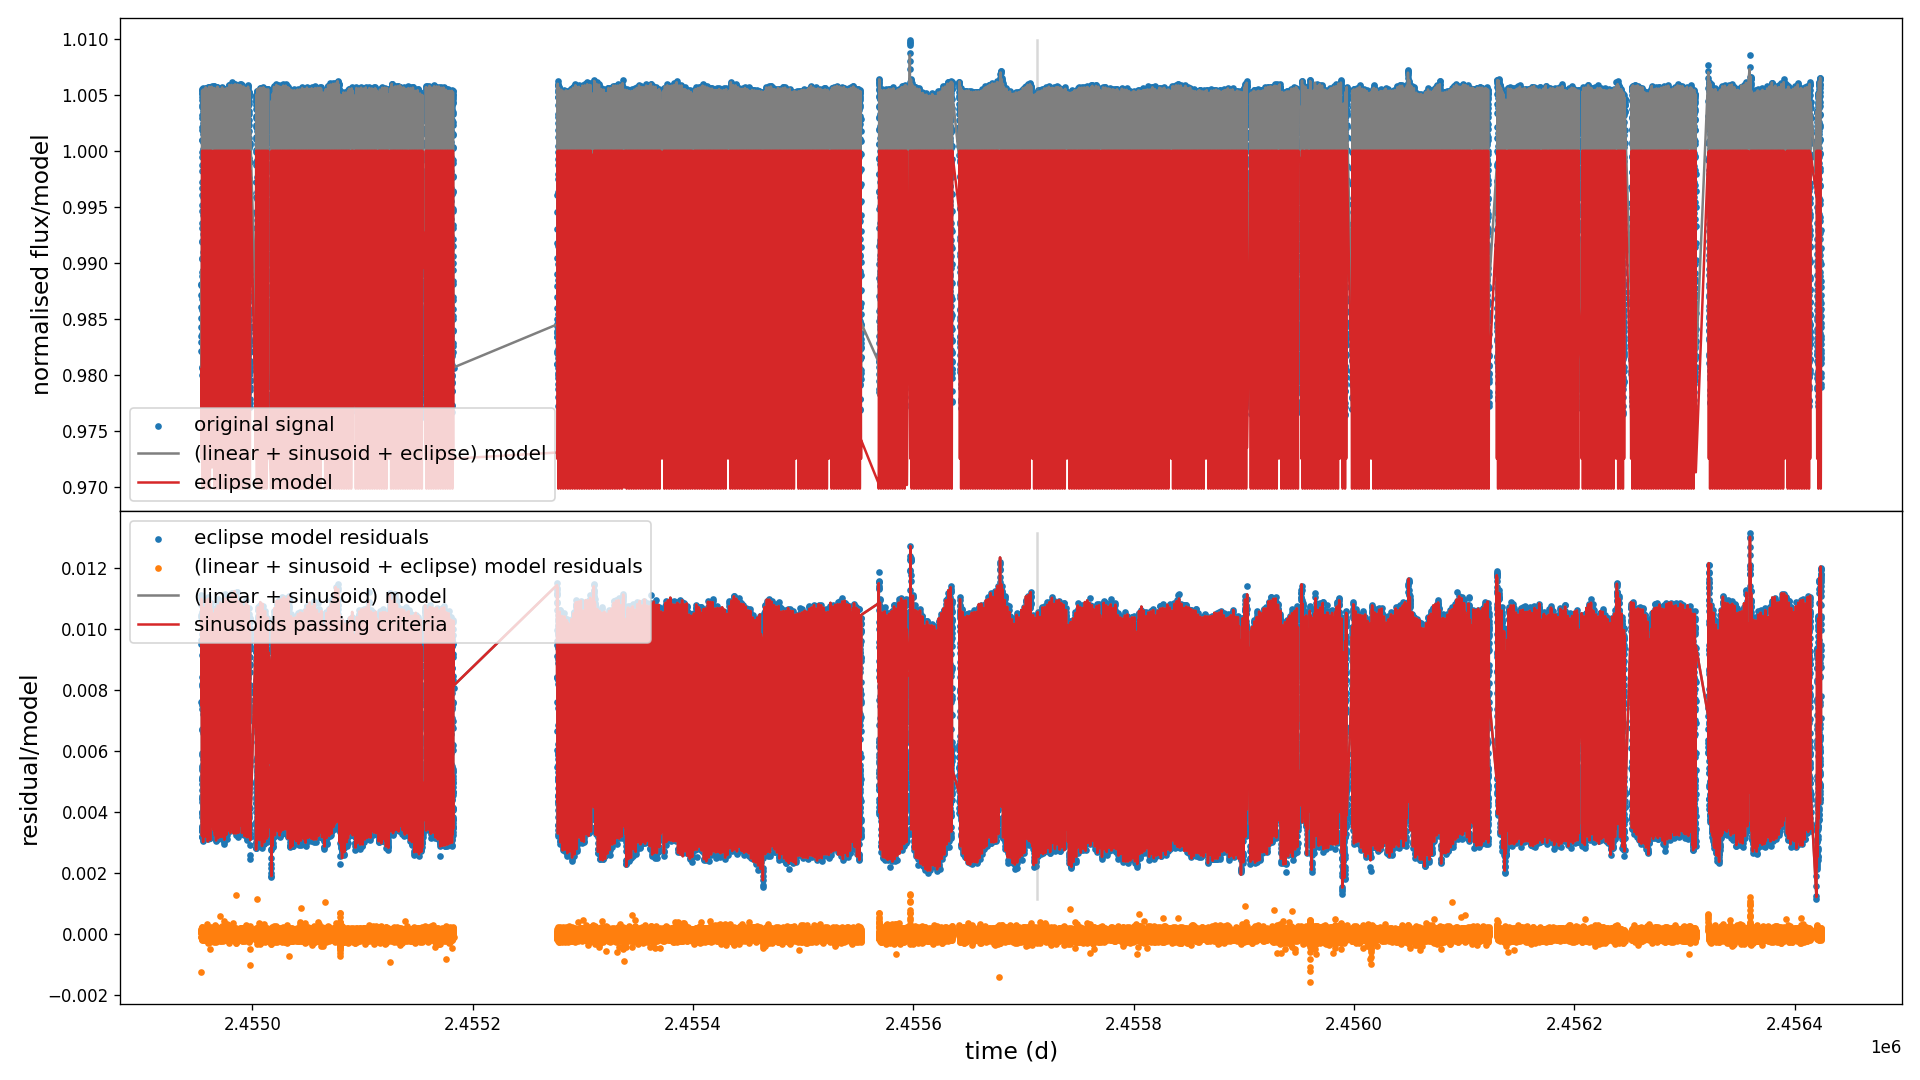 1.010
1.005
1.000
0.995
0.990
0.985
0.980
0.975
0.970
normalised flux/model
original signal
(linear + sinusoid + eclipse) model
eclipse model
0.012
0.010
0.008
0.006
0.004
0.002
0.000
−0.002
residual/model
eclipse model residuals
(linear + sinusoid + eclipse) model residuals
(linear + sinusoid) model
sinusoids passing criteria
2.4550 2.4552 2.4554 2.4556 2.4558 2.4560 2.4562 2.4564
time (d)
1e6